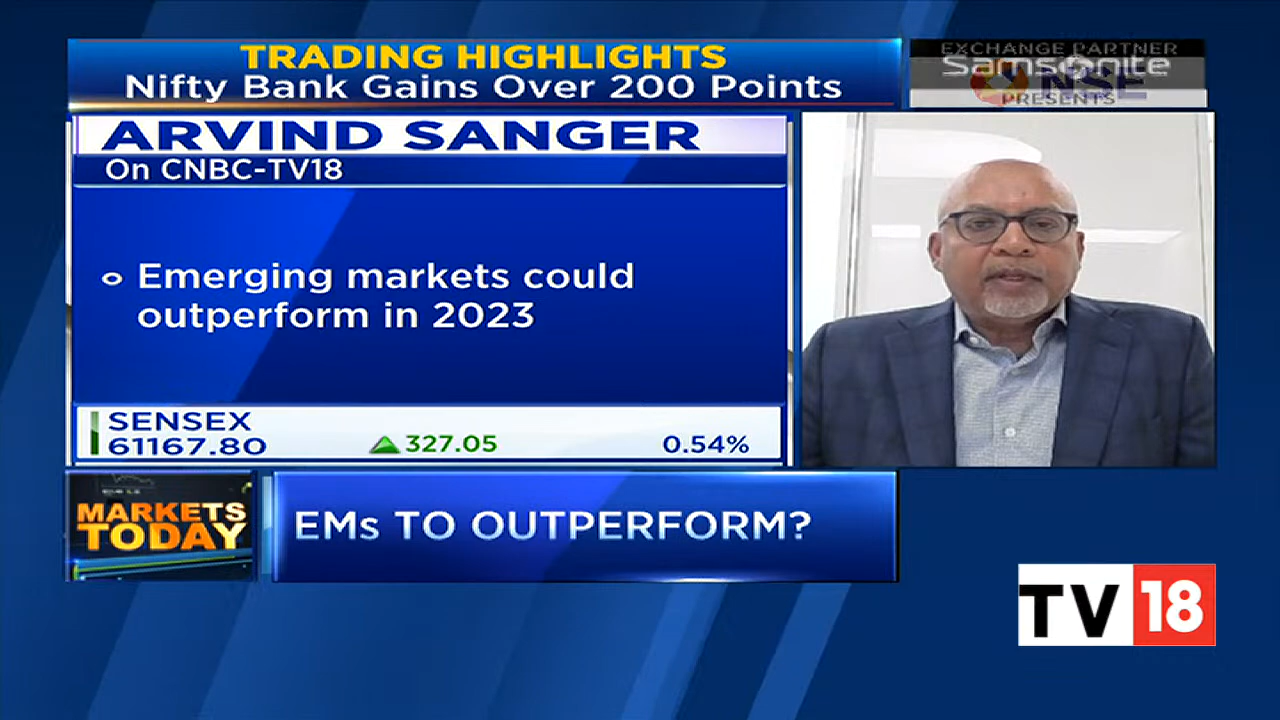 TRADING HIGHLIGHTS
Nifty Bank Gains Over 200 Points
EXCHANGE PARTNER
Samsonite
NSE
PRESENTS
ARVIND SANGER
On CNBC-TV18
Emerging markets could
outperform in 2023
SENSEX
61167.80 327.05 0.54%
MARKETS
TODAY
EMs TO OUTPERFORM?
TV18